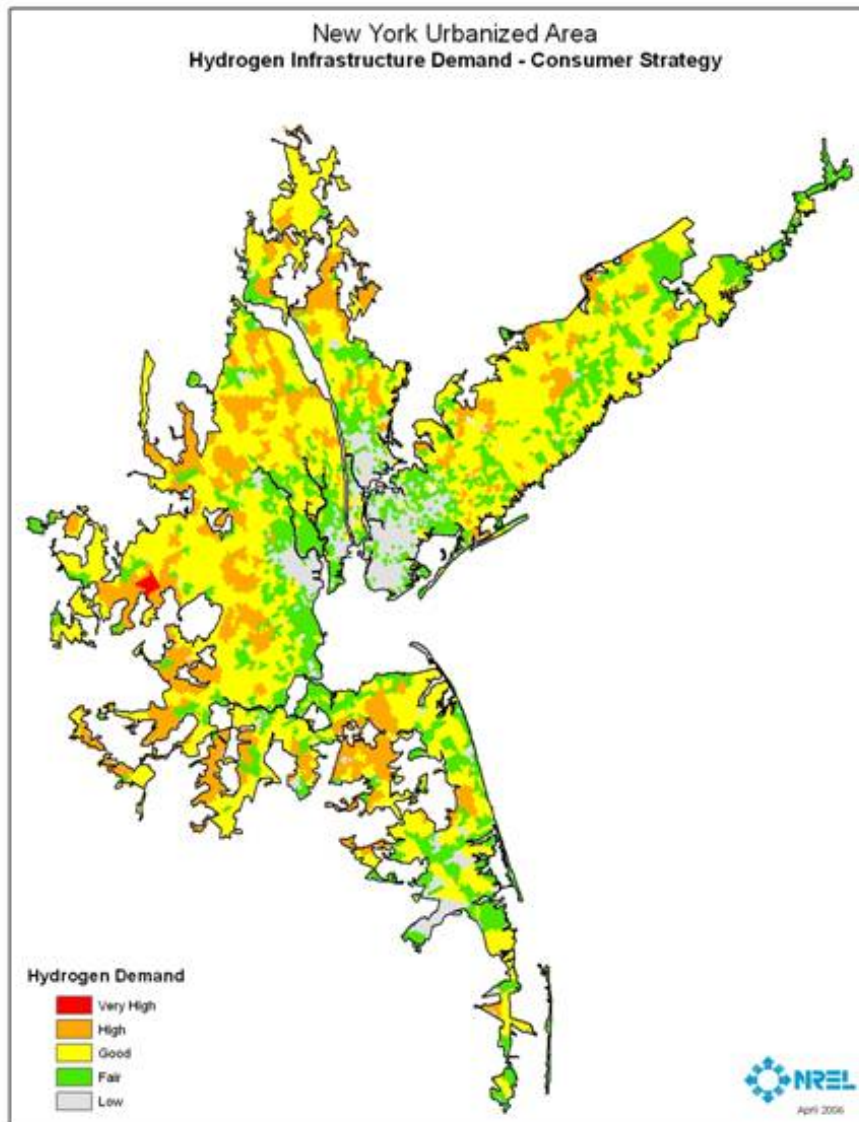 New York Urbanized Area
Hydrogen Infrastructure Demand - Consumer Strategy
Hydrogen Demand
Very High
High
Good
Fair
Low
NREL
April 2006